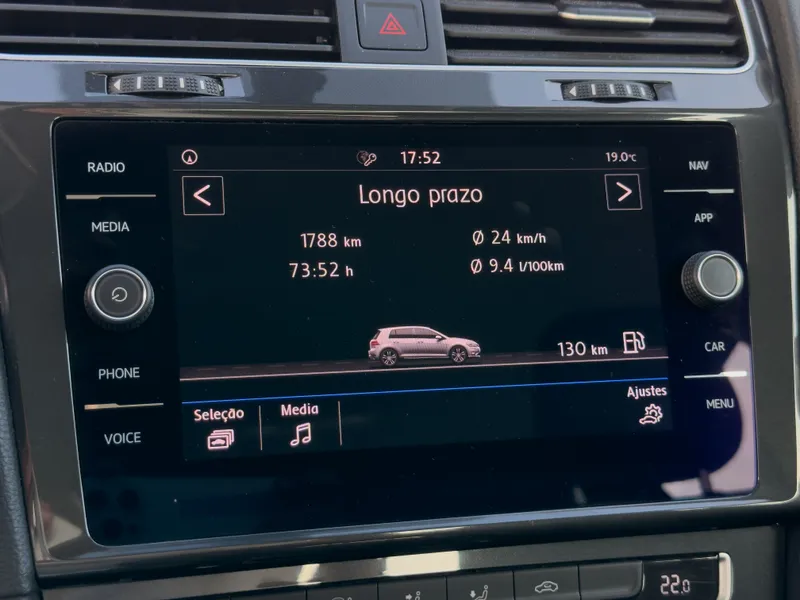 17:52
19.0°C
RADIO
NAV
<
Longo prazo
>
MEDIA
APP
1788 km
Ø 24 km/h
73:52 h
Ø 9.4 l/100km
130 km
PHONE
CAR
Seleção
Media
Ajustes
VOICE
MENU
22.0